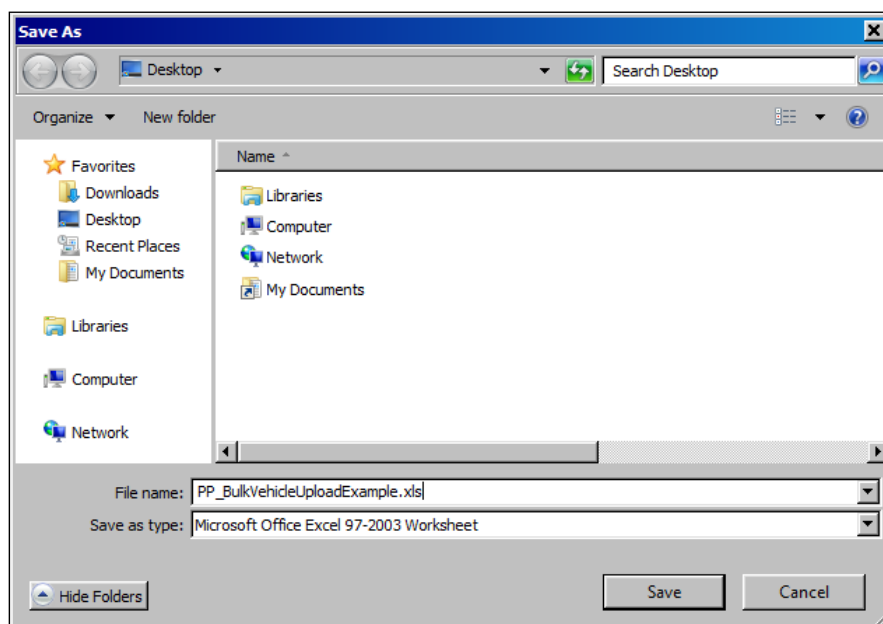 Save As
Desktop
Search Desktop
Organize
New folder
Favorites
Downloads
Desktop
Recent Places
My Documents
Libraries
Computer
Network
Name
Libraries
Computer
Network
My Documents
File name: PP_BulkVehicleUploadExample.xls
Save as type: Microsoft Office Excel 97-2003 Worksheet
Hide Folders
Save
Cancel